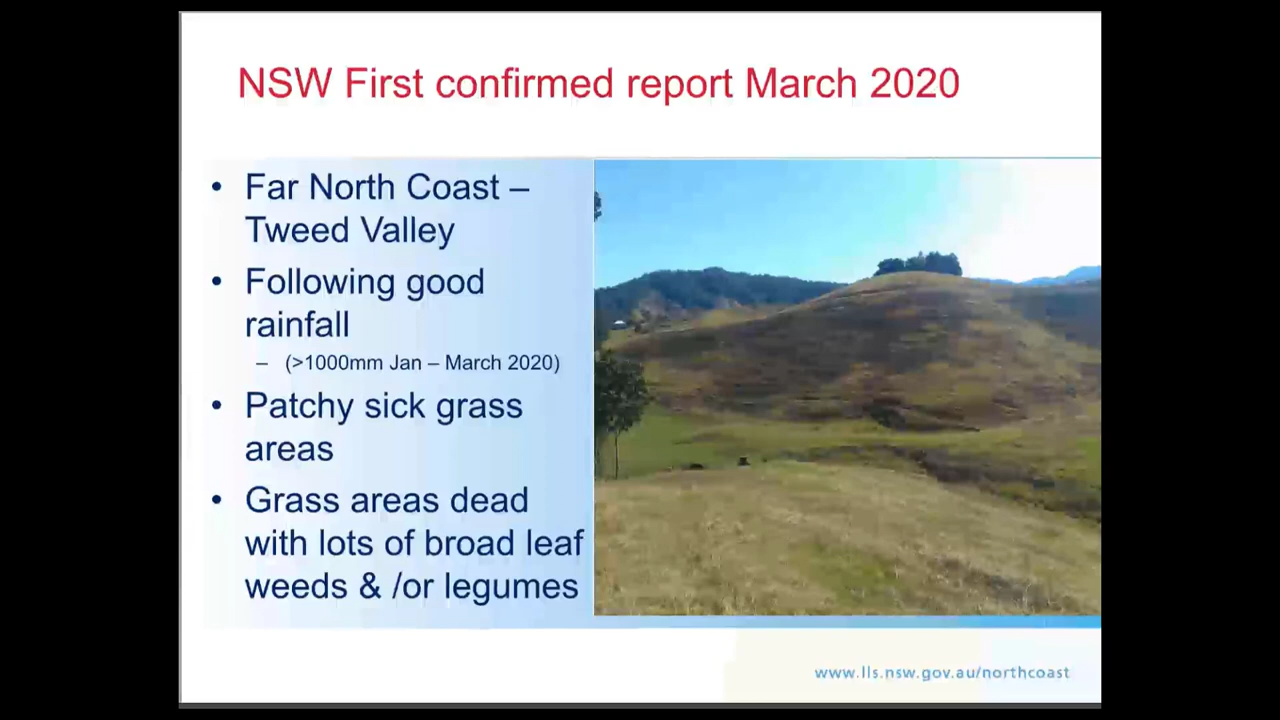 NSW First confirmed report March 2020
• Far North Coast –
Tweed Valley
• Following good
rainfall
– (>1000mm Jan – March 2020)
• Patchy sick grass
areas
• Grass areas dead
with lots of broad leaf
weeds & /or legumes
www.lls.nsw.gov.au/northcoast